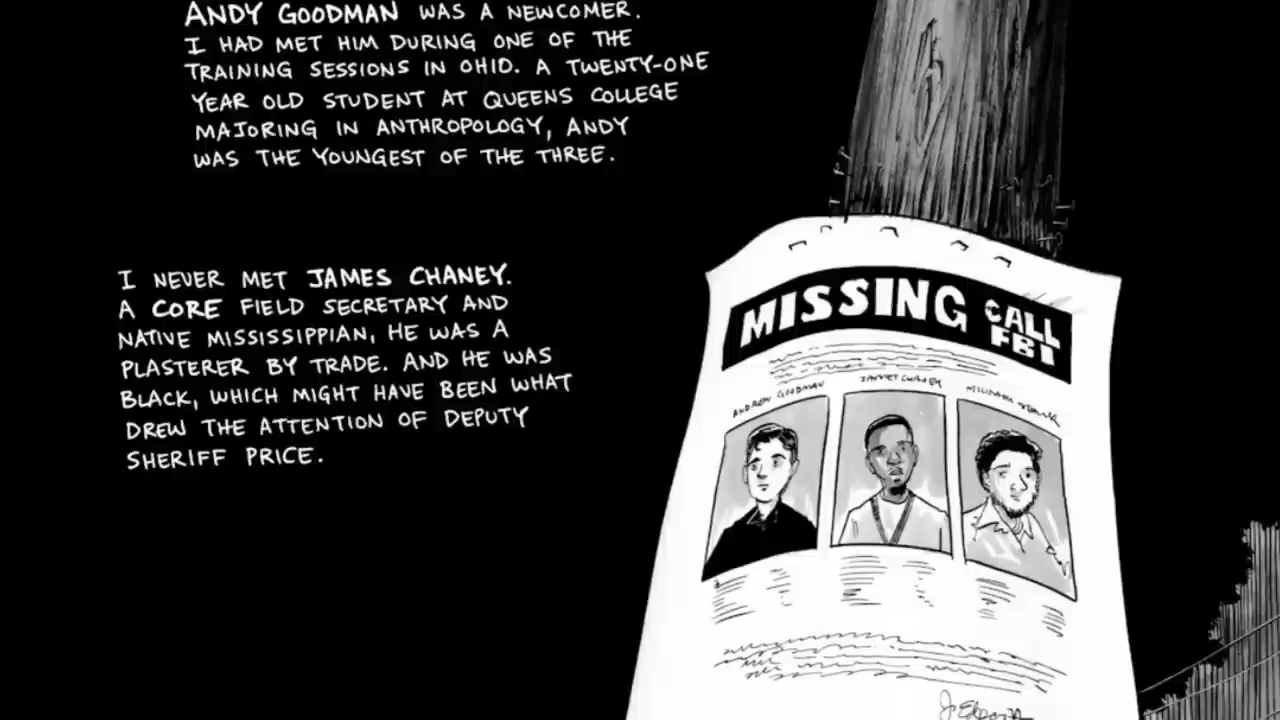 ANDY GOODMAN WAS A NEWCOMER.
I HAD MET HIM DURING ONE OF THE
TRAINING SESSIONS IN OHIO. A TWENTY-ONE
YEAR OLD STUDENT AT QUEENS COLLEGE
MAJORING IN ANTHROPOLOGY, ANDY
WAS THE YOUNGEST OF THE THREE.
I NEVER MET JAMES CHANEY.
A CORE FIELD SECRETARY AND
NATIVE MISSISSIPPIAN, HE WAS A
PLASTERER BY TRADE. AND HE WAS
BLACK, WHICH MIGHT HAVE BEEN WHAT
DREW THE ATTENTION OF DEPUTY
SHERIFF PRICE.
MISSING CALL
FBI
ANDREW GOODMAN